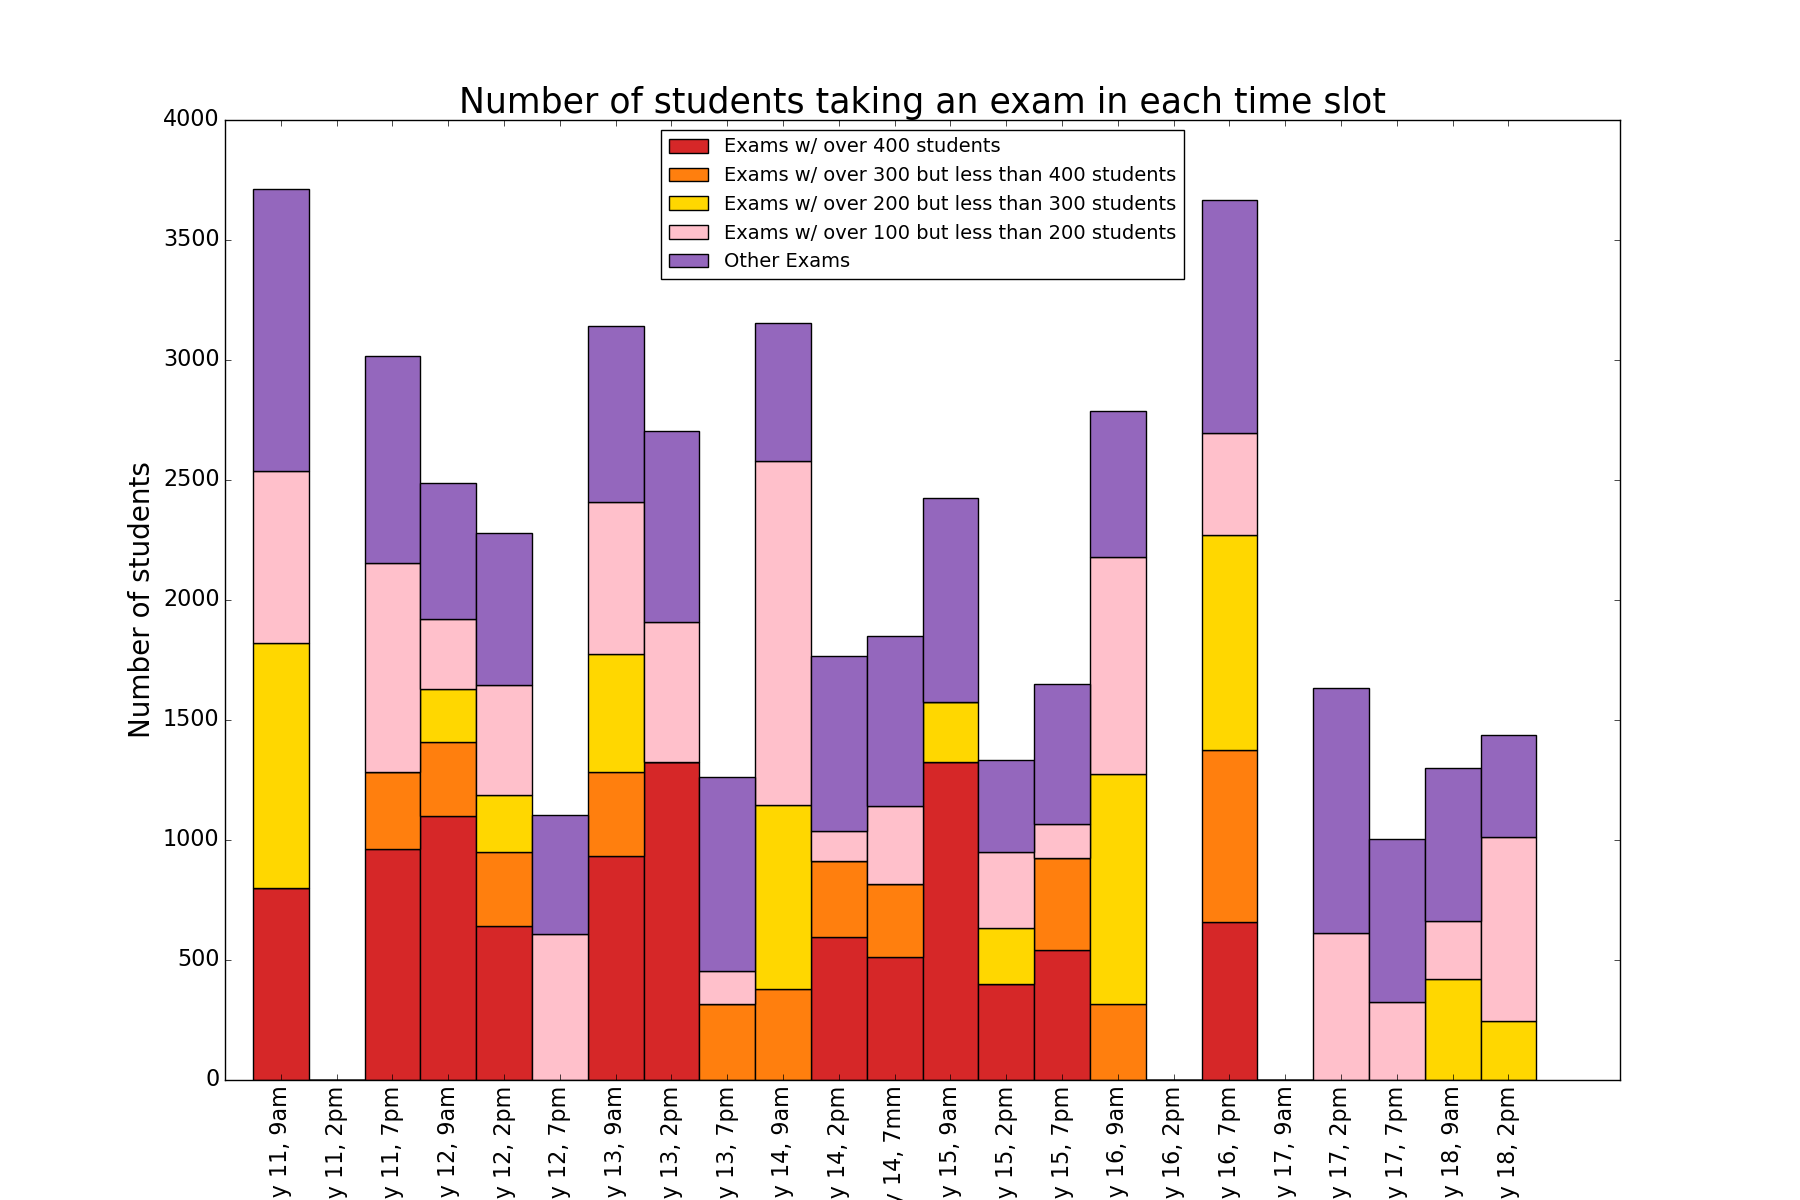 Number of students taking an exam in each time slot
Exams w/ over 400 students
Exams w/ over 300 but less than 400 students
Exams w/ over 200 but less than 300 students
Exams w/ over 100 but less than 200 students
Other Exams
Number of students
4000
3500
3000
2500
2000
1500
1000
500
0
y 11, 9am
y 11, 2pm
y 11, 7pm
y 12, 9am
y 12, 2pm
y 12, 7pm
y 13, 9am
y 13, 2pm
y 13, 7pm
y 14, 9am
y 14, 2pm
y 14, 7mm
y 15, 9am
y 15, 2pm
y 15, 7pm
y 16, 9am
y 16, 2pm
y 16, 7pm
y 17, 9am
y 17, 2pm
y 17, 7pm
y 18, 9am
y 18, 2pm